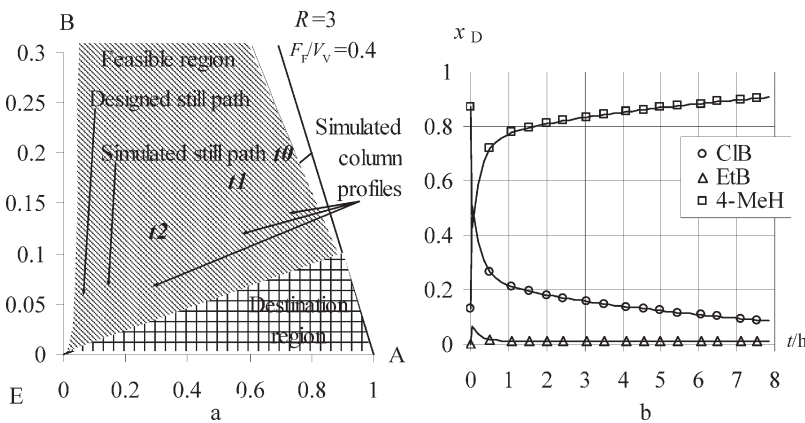 B
R=3
F_F/V_V=0.4
0.3
0.25
0.2
0.15
0.1
0.05
0
Feasible region
Designed still path
Simulated still path t0
t1
t2
Simulated
column
profiles
Destination
region
A
E
0 0.2 0.4 0.6 0.8 1
a
x D
1
0.8
0.6
0.4
0.2
0
ClB
EtB
4-MeH
t/h
0 1 2 3 4 5 6 7 8
b